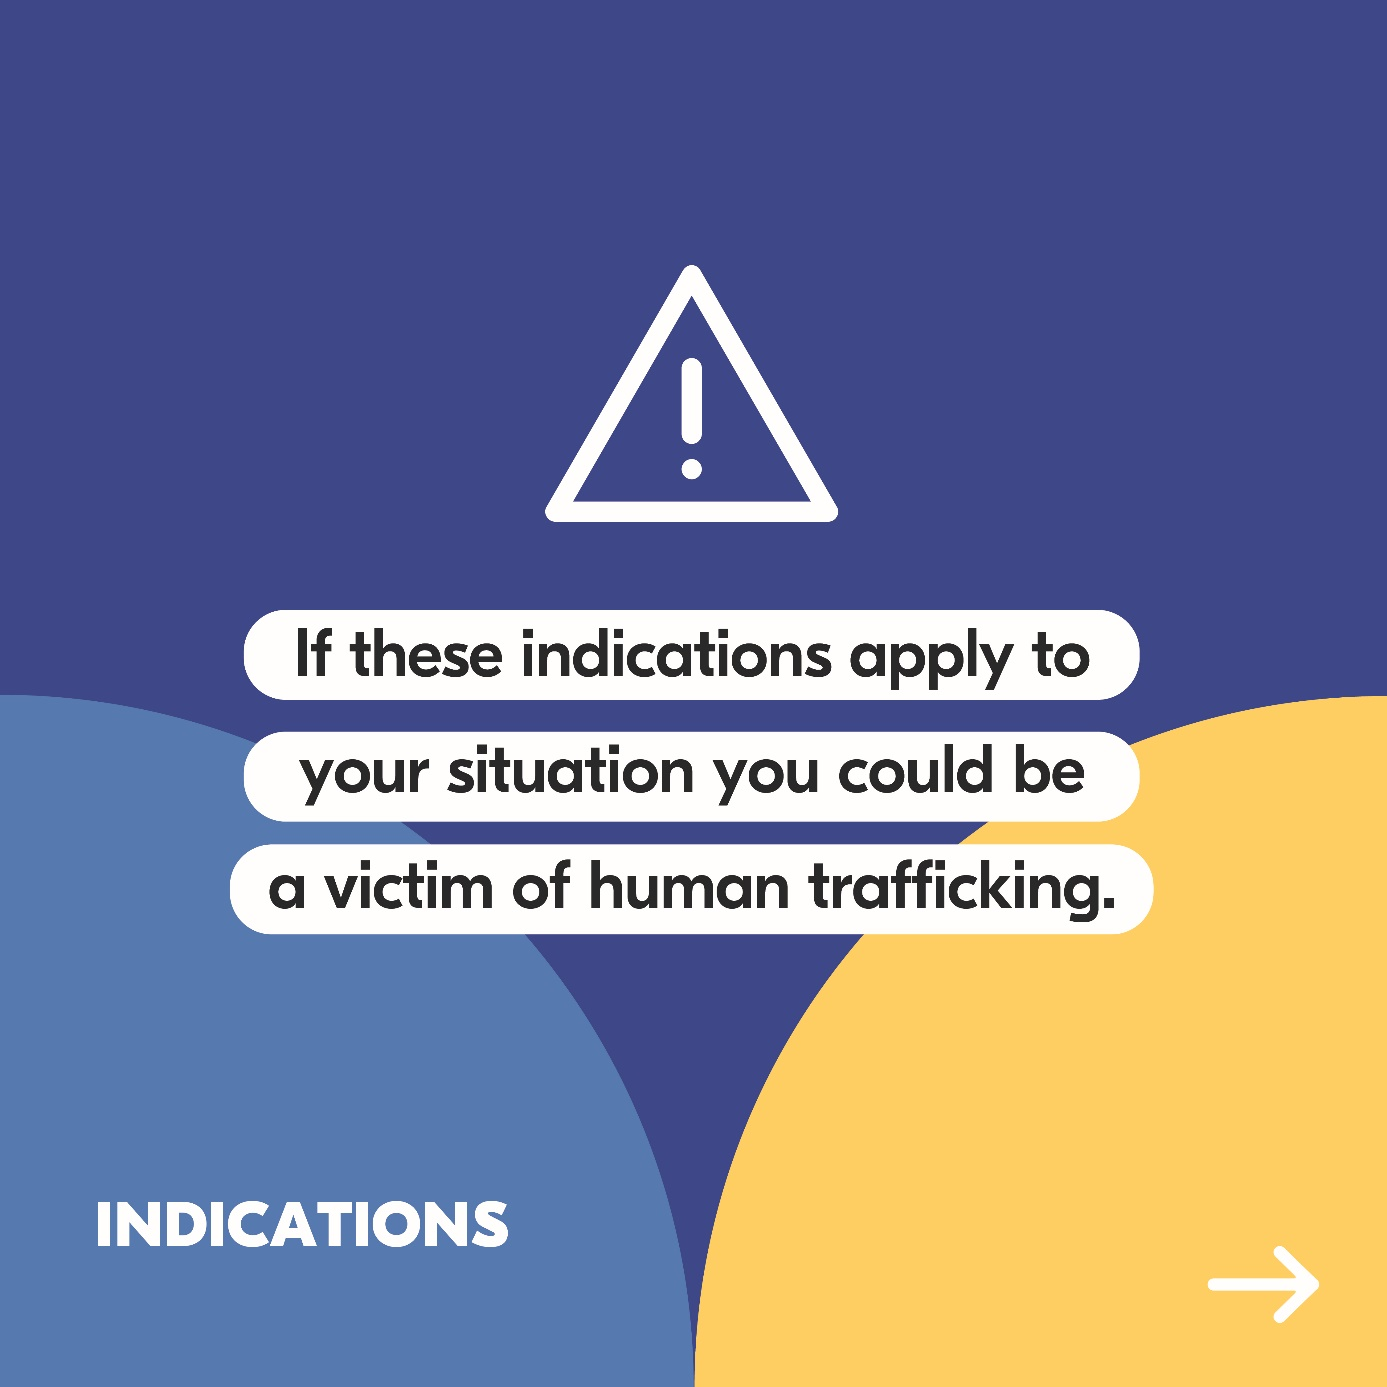 If these indications apply to
your situation you could be
a victim of human trafficking.
INDICATIONS